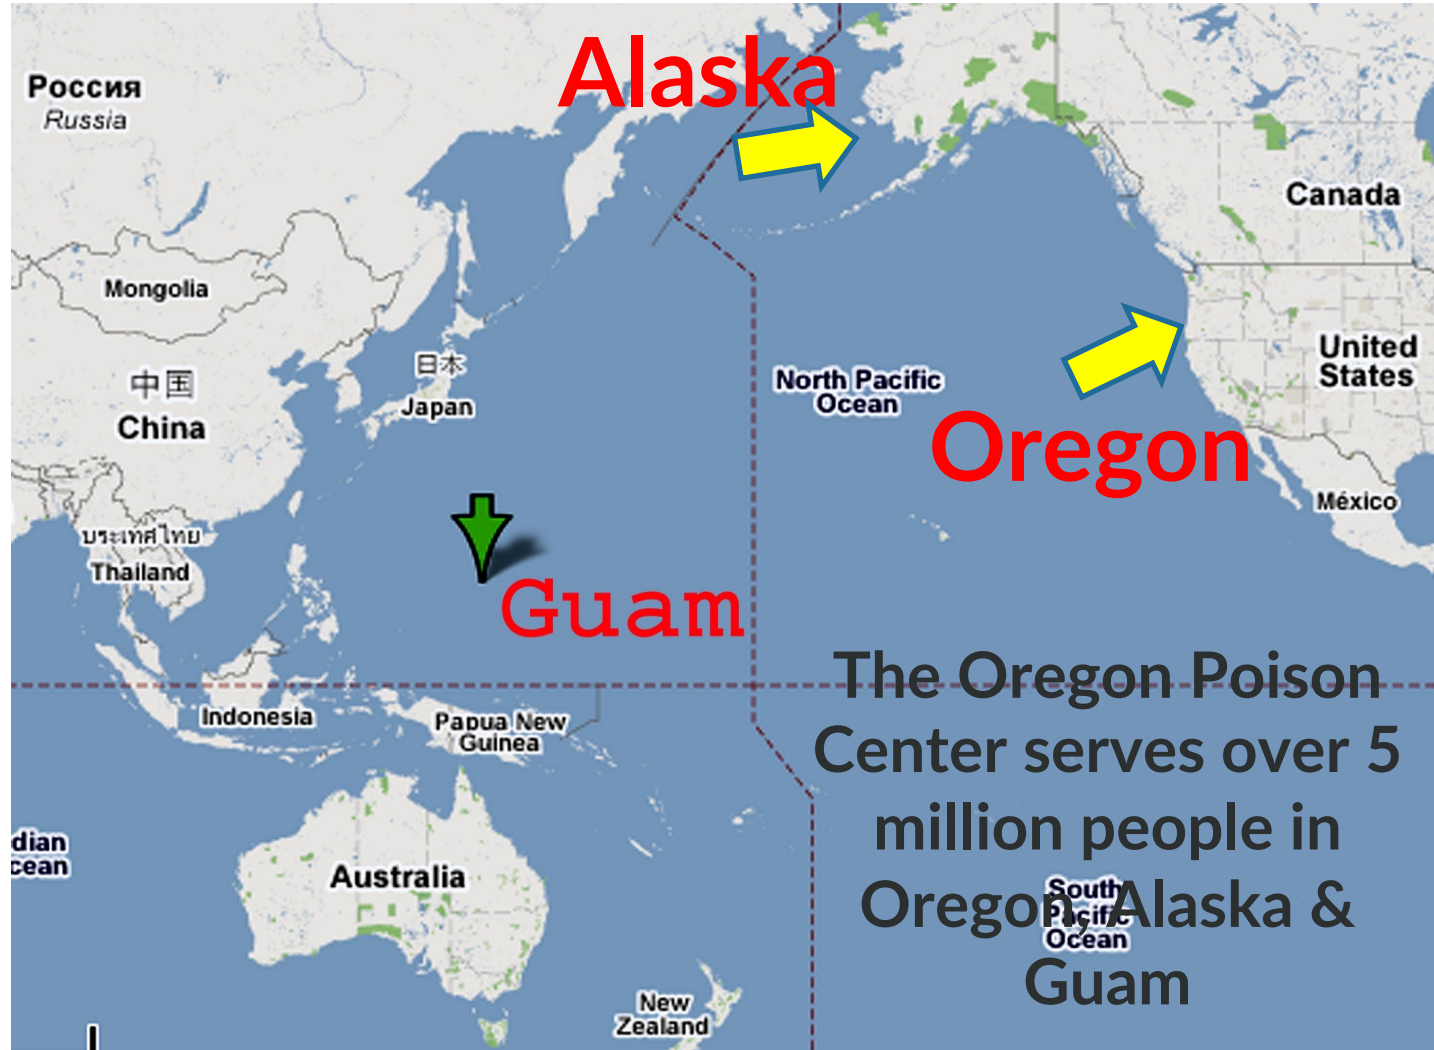 Alaska
Россия
Russia
Canada
Mongolia
United
States
日本
Japan
中国
China
North Pacific
Ocean
Oregon
México
ประเทศไทย
Thailand
Guam
The Oregon Poison
Center serves over 5
million people in
Oregon, Alaska &
Guam
Indonesia
Papua New
Guinea
dian
cean
Australia
South
Pacific
Ocean
New
Zealand